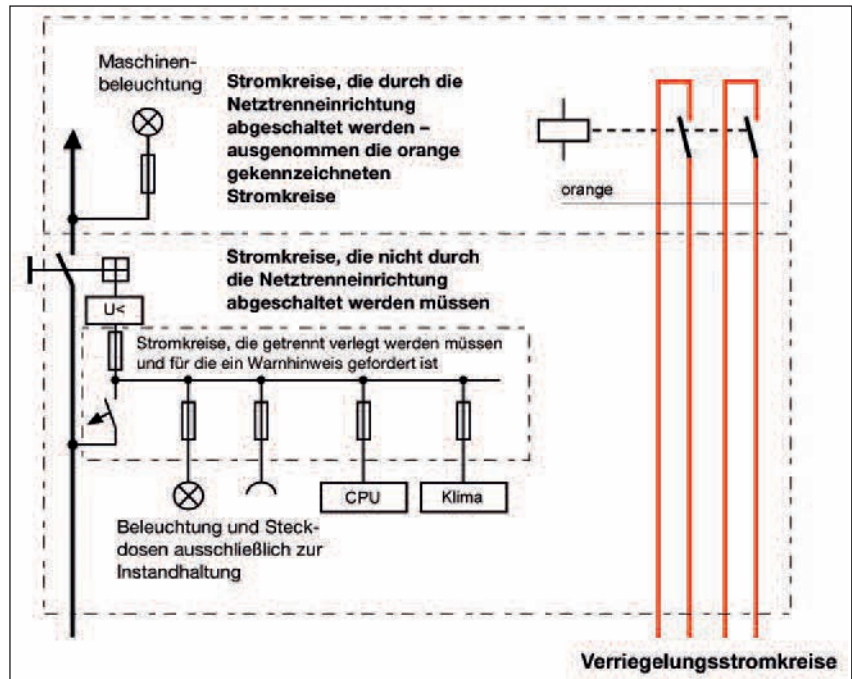 Maschinen-
beleuchtung
Stromkreise, die durch die
Netztrenneinrichtung
abgeschaltet werden –
ausgenommen die orange
gekennzeichneten
Stromkreise
orange
Stromkreise, die nicht durch
die Netztrenneinrichtung
abgeschaltet werden müssen
U<
Stromkreise, die getrennt verlegt werden müssen
und für die ein Warnhinweis gefordert ist
CPU
Klima
Beleuchtung und Steck-
dosen ausschließlich zur
Instandhaltung
Verriegelungsstromkreise